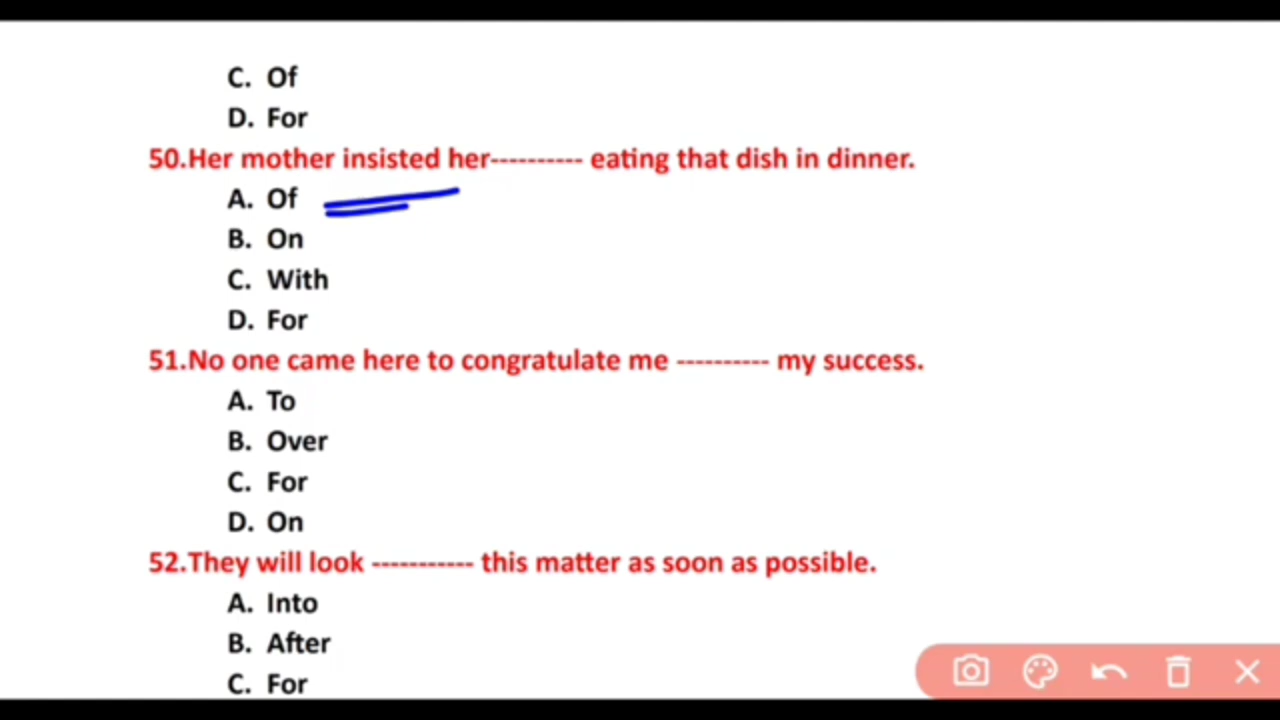 C. Of
D. For
50.Her mother insisted her---------- eating that dish in dinner.
A. Of
B. On
C. With
D. For
51.No one came here to congratulate me ---------- my success.
A. To
B. Over
C. For
D. On
52.They will look ----------- this matter as soon as possible.
A. Into
B. After
C. For